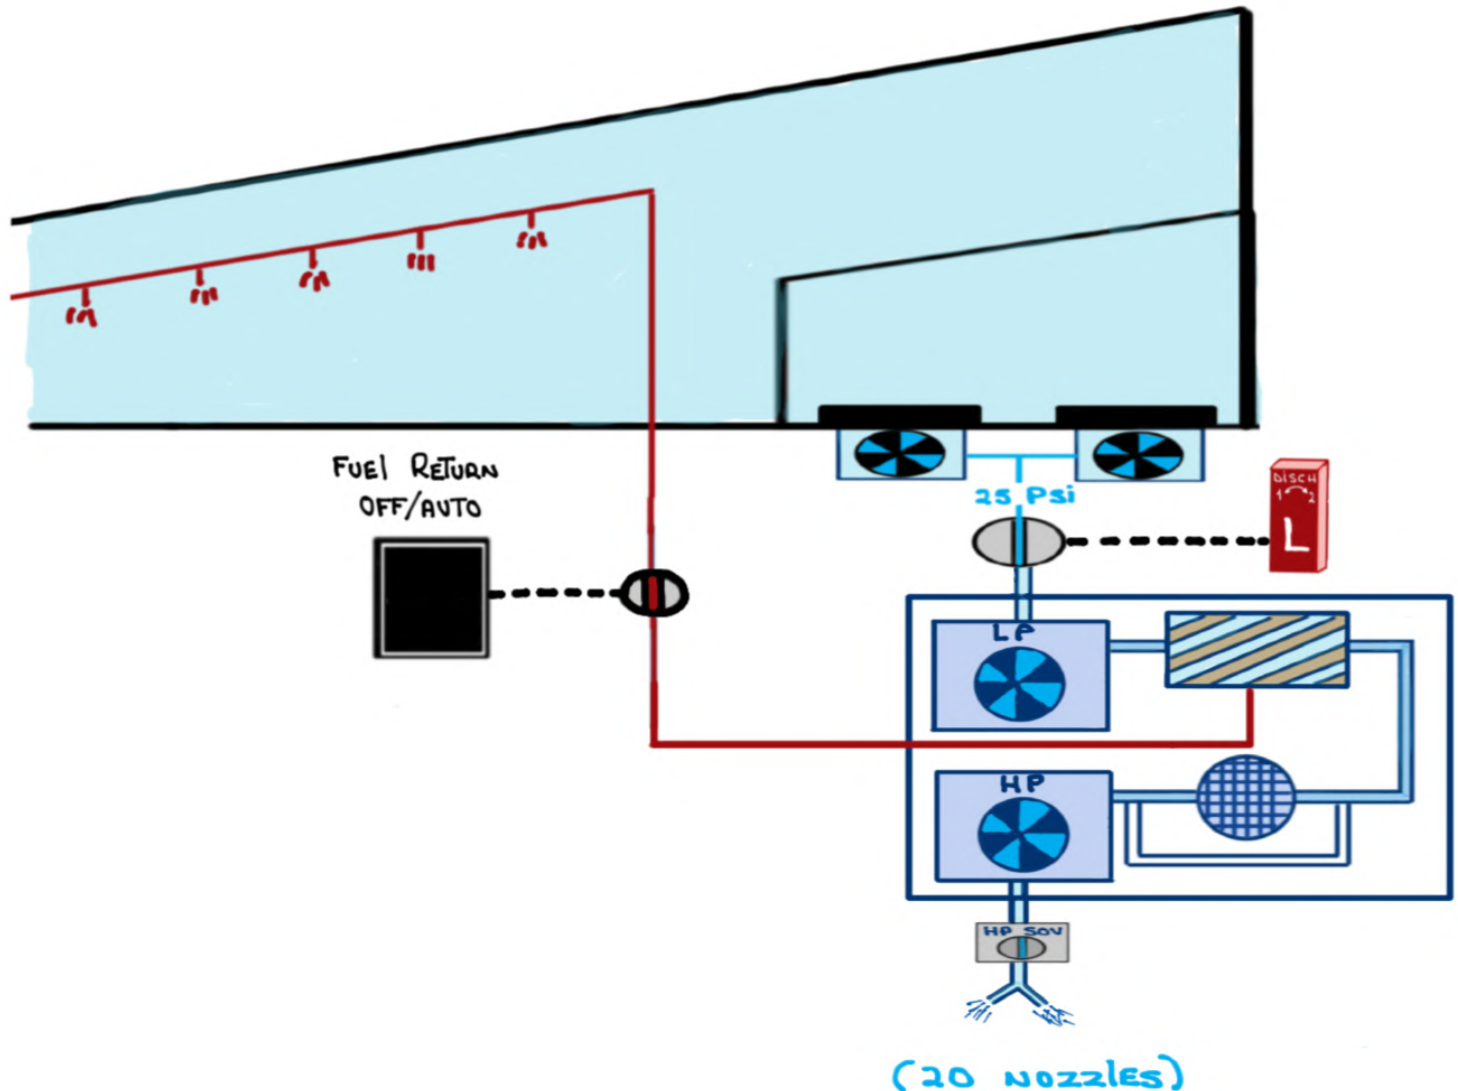 FUEL RETURN
OFF/AUTO
25 Psi
DISCH
1 2
L
LP
HP
HP SOV
(20 NOZZLES)